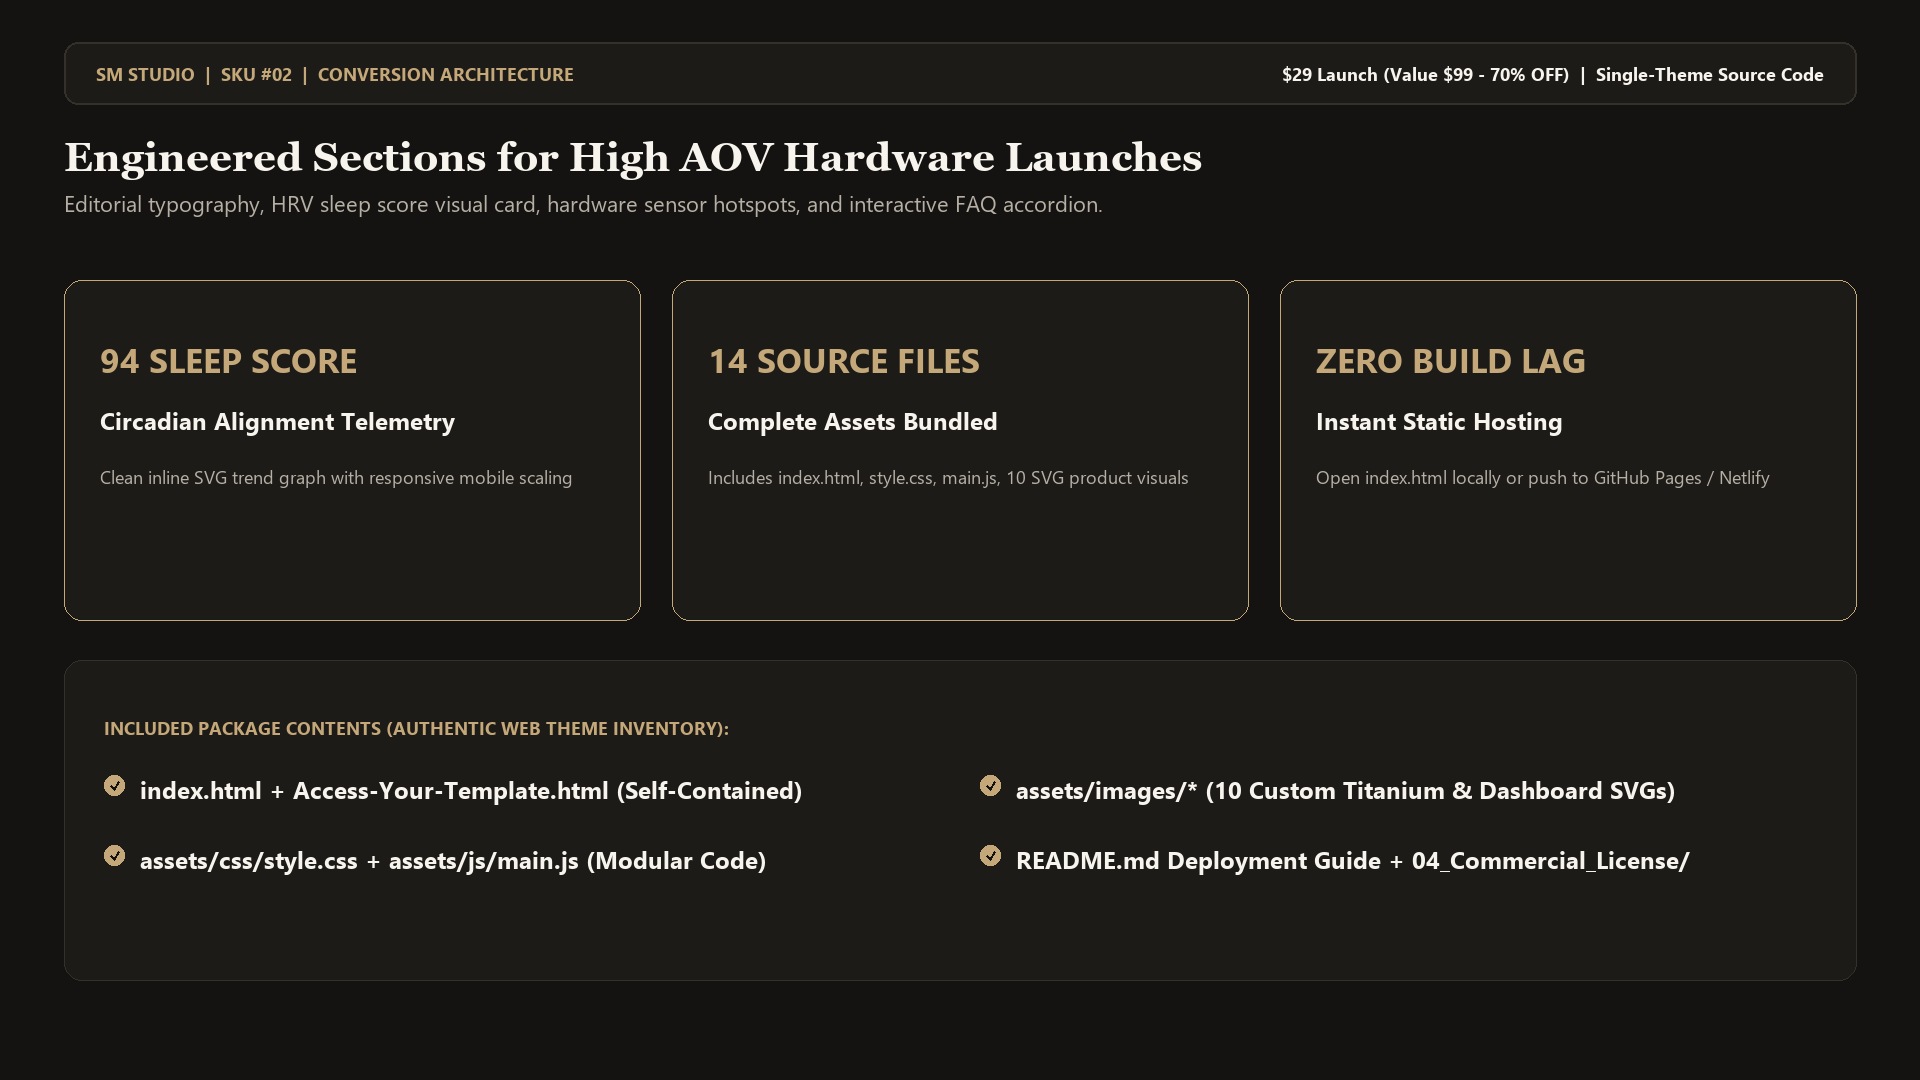 SM STUDIO | SKU #02 | CONVERSION ARCHITECTURE
$29 Launch (Value $99 - 70% OFF) | Single-Theme Source Code
Engineered Sections for High AOV Hardware Launches
Editorial typography, HRV sleep score visual card, hardware sensor hotspots, and interactive FAQ accordion.
94 SLEEP SCORE
Circadian Alignment Telemetry
Clean inline SVG trend graph with responsive mobile scaling
14 SOURCE FILES
Complete Assets Bundled
Includes index.html, style.css, main.js, 10 SVG product visuals
ZERO BUILD LAG
Instant Static Hosting
Open index.html locally or push to GitHub Pages / Netlify
INCLUDED PACKAGE CONTENTS (AUTHENTIC WEB THEME INVENTORY):
index.html + Access-Your-Template.html (Self-Contained)
assets/images/* (10 Custom Titanium & Dashboard SVGs)
assets/css/style.css + assets/js/main.js (Modular Code)
README.md Deployment Guide + 04_Commercial_License/